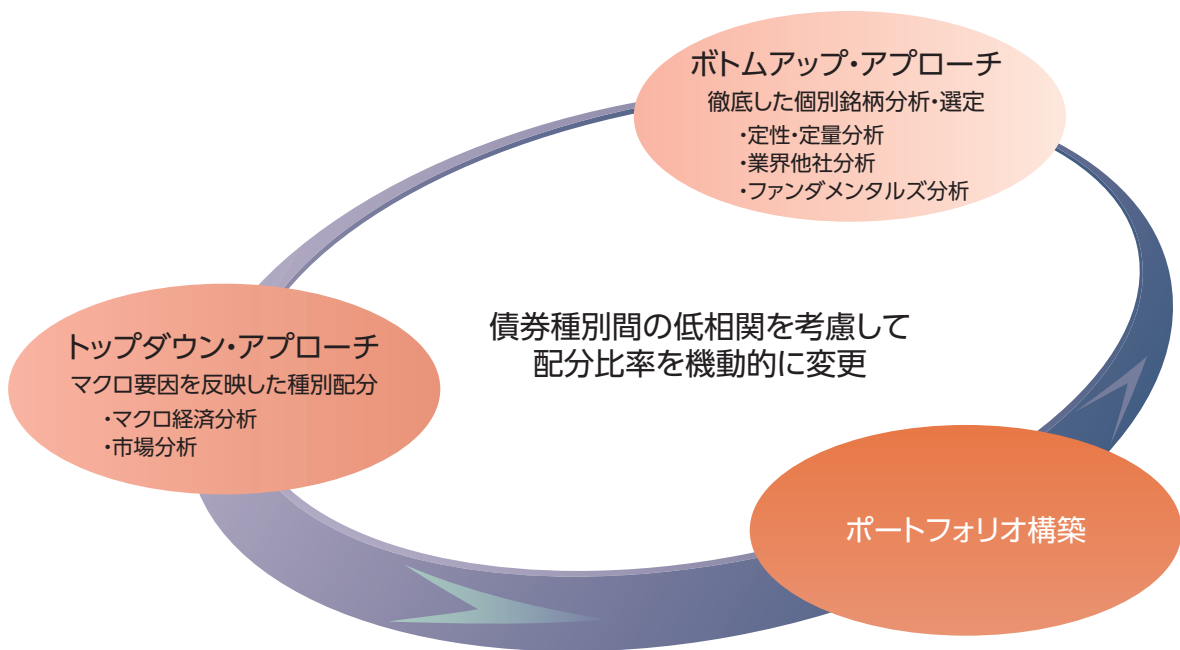 ボトムアップ・アプローチ
徹底した個別銘柄分析・選定
・定性・定量分析
・業界他社分析
・ファンダメンタルズ分析
トップダウン・アプローチ
マクロ要因を反映した種別配分
・マクロ経済分析
・市場分析
債券種別間の低相関を考慮して
配分比率を機動的に変更
ポートフォリオ構築